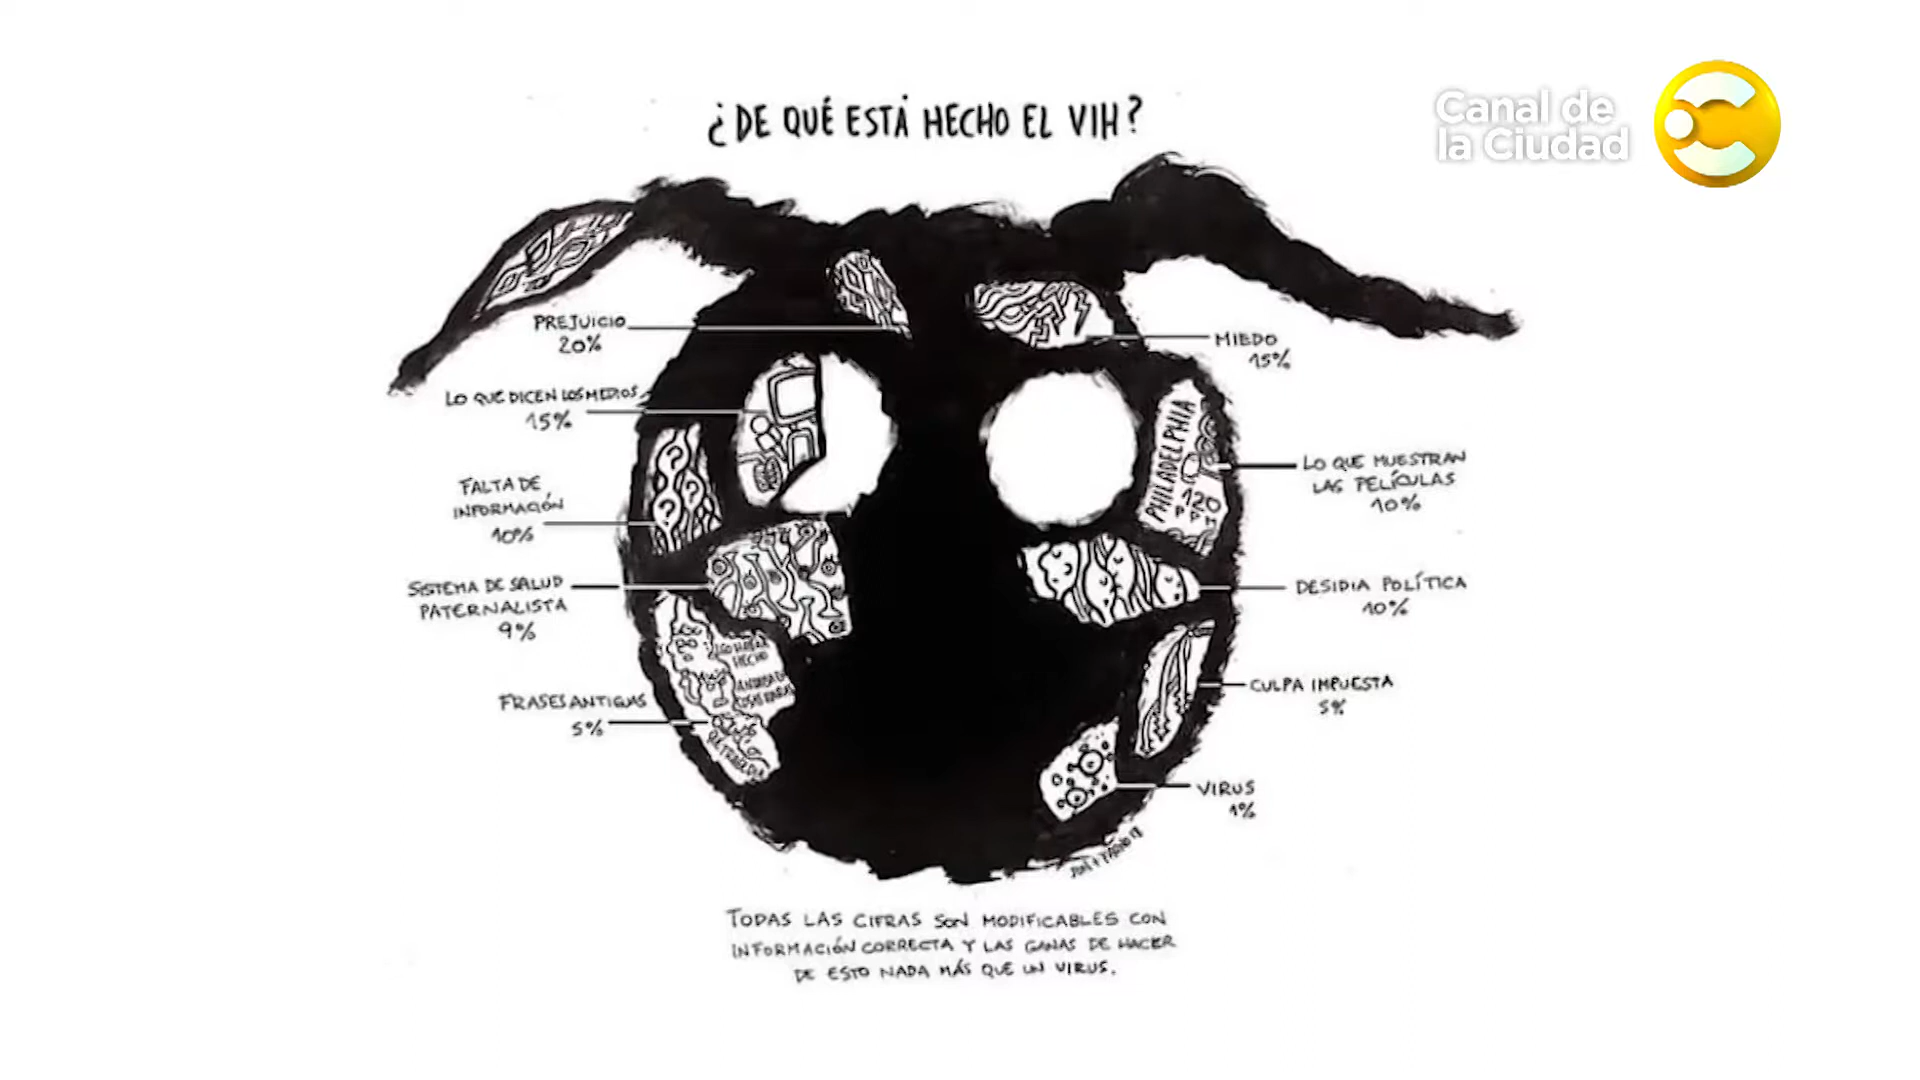 ¿DE QUÉ ESTÁ HECHO EL VIH?
Canal de
la Ciudad
PREJUICIO
20%
MIEDO
15%
LO QUE DICEN LOS MEDIOS
15%
PHILADELPHIA
120
PPM
LO QUE MUESTRAN
LAS PELÍCULAS
10%
FALTA DE
INFORMACIÓN
10%
SISTEMA DE SALUD
PATERNALISTA
9%
DESIDIA POLÍTICA
10%
HECHO
FRASES ANTIGUAS
5%
CULPA IMPUESTA
5%
VIRUS
1%
TODAS LAS CIFRAS SON MODIFICABLES CON
INFORMACIÓN CORRECTA Y LAS GANAS DE HACER
DE ESTO NADA MÁS QUE UN VIRUS.